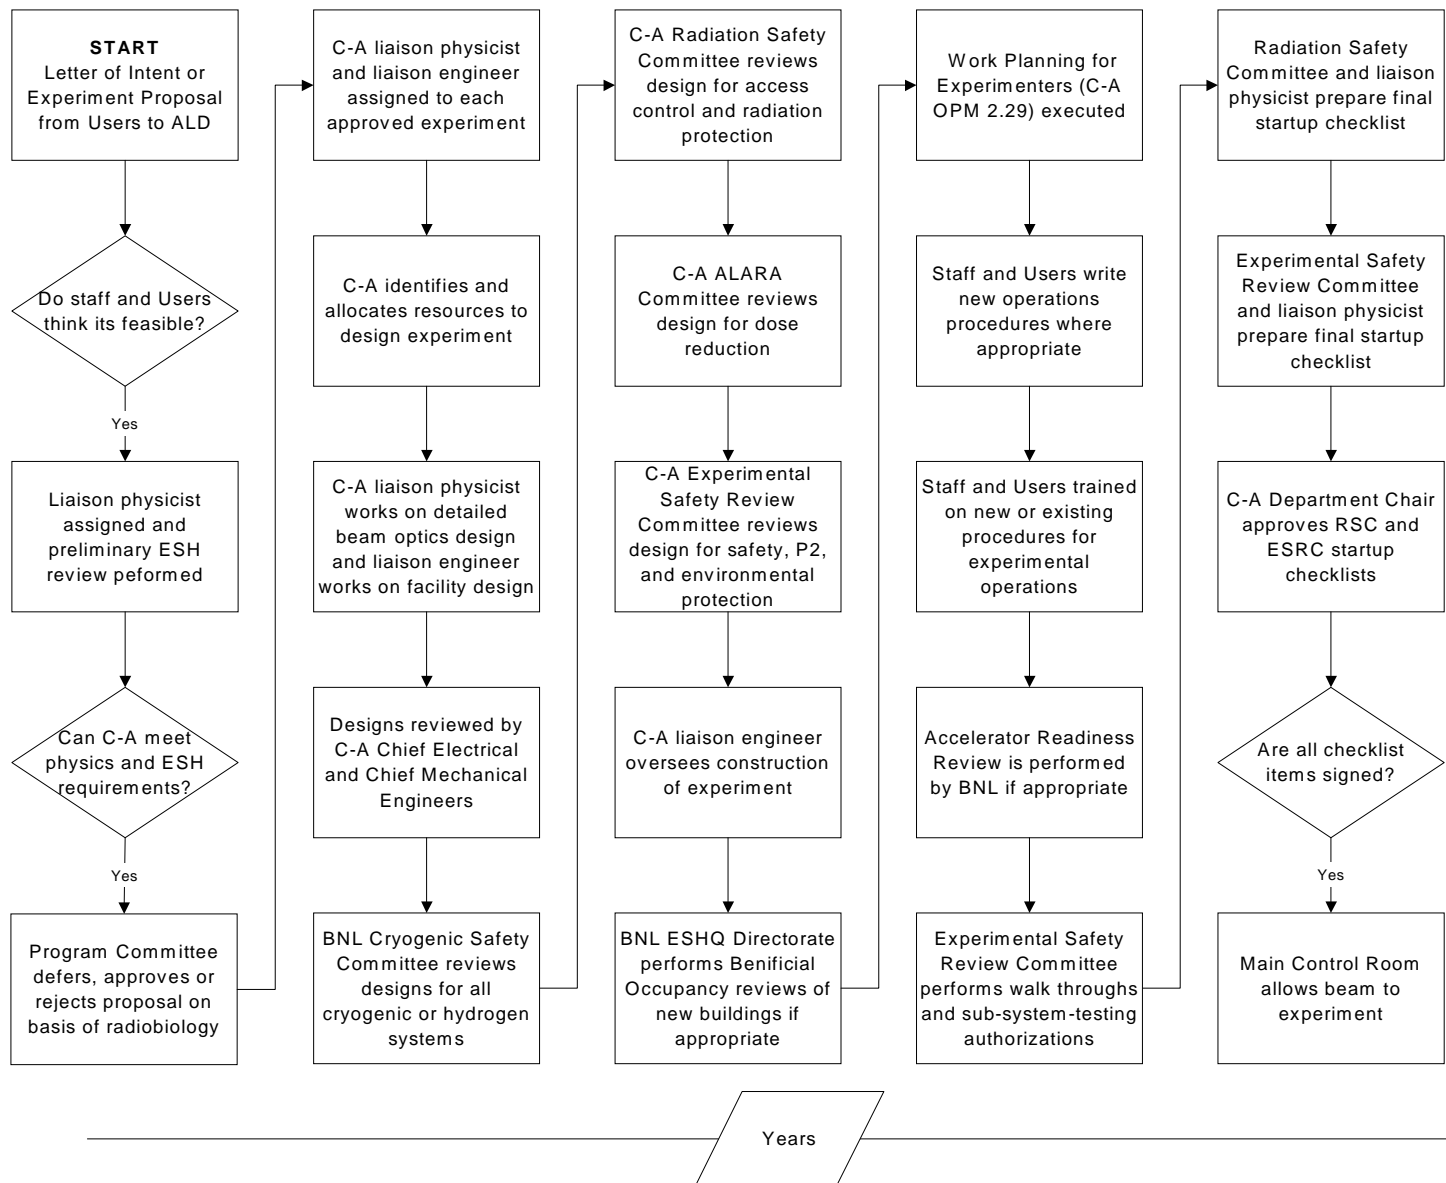 START
Letter of Intent or
Experiment Proposal
from Users to ALD
Do staff and Users
think its feasible?
Yes
Liaison physicist
assigned and
preliminary ESH
review peformed
Can C-A meet
physics and ESH
requirements?
Yes
Program Committee
defers, approves or
rejects proposal on
basis of radiobiology
C-A liaison physicist
and liaison engineer
assigned to each
approved experiment
C-A identifies and
allocates resources to
design experiment
C-A liaison physicist
works on detailed
beam optics design
and liaison engineer
works on facility design
Designs reviewed by
C-A Chief Electrical
and Chief Mechanical
Engineers
BNL Cryogenic Safety
Committee reviews
designs for all
cryogenic or hydrogen
systems
C-A Radiation Safety
Committee reviews
design for access
control and radiation
protection
C-A ALARA
Committee reviews
design for dose
reduction
C-A Experimental
Safety Review
Committee reviews
design for safety, P2,
and environmental
protection
C-A liaison engineer
oversees construction
of experiment
BNL ESHQ Directorate
performs Benificial
Occupancy reviews of
new buildings if
appropriate
Work Planning for
Experimenters (C-A
OPM 2.29) executed
Staff and Users write
new operations
procedures where
appropriate
Staff and Users trained
on new or existing
procedures for
experimental
operations
Accelerator Readiness
Review is performed
by BNL if appropriate
Experimental Safety
Review Committee
performs walk throughs
and sub-system-testing
authorizations
Radiation Safety
Committee and liaison
physicist prepare final
startup checklist
Experimental Safety
Review Committee
and liaison physicist
prepare final startup
checklist
C-A Department Chair
approves RSC and
ESRC startup
checklists
Are all checklist
items signed?
Yes
Main Control Room
allows beam to
experiment
Years